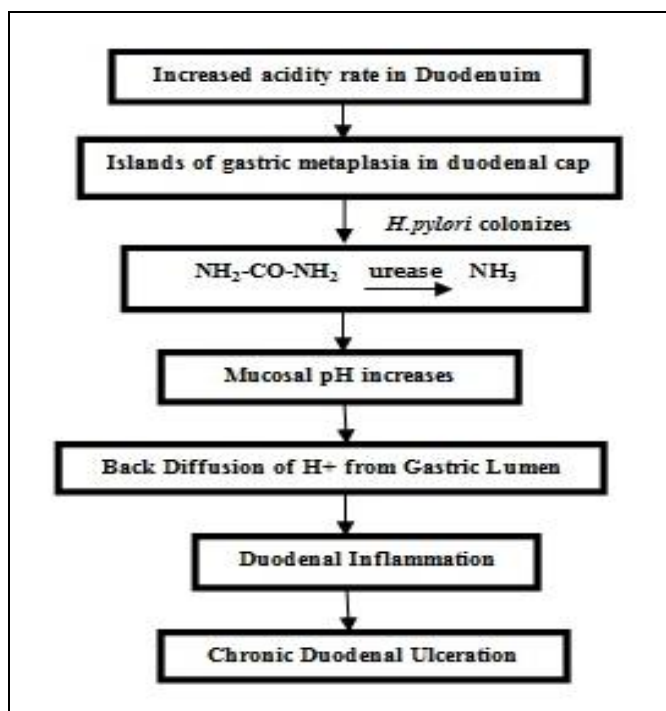 Increased acidity rate in Duodenuim
Islands of gastric metaplasia in duodenal cap
H.pylori colonizes
NH₂-CO-NH₂ urease NH₃
Mucosal pH increases
Back Diffusion of H+ from Gastric Lumen
Duodenal Inflammation
Chronic Duodenal Ulceration